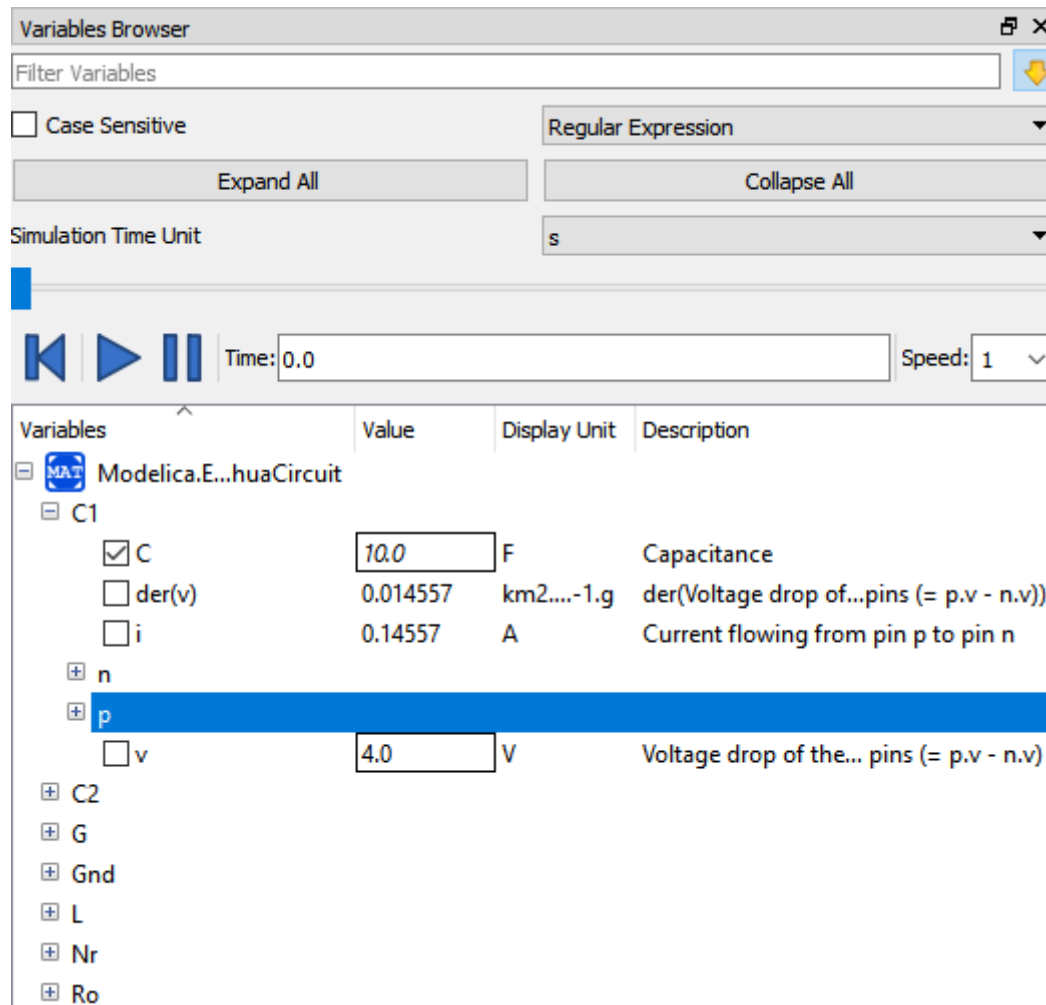 Variables Browser
Filter Variables
Case Sensitive Regular Expression
Expand All Collapse All
Simulation Time Unit s
Time: 0.0 Speed: 1
Variables Value Display Unit Description
MAT Modelica.E...huaCircuit
C1
C 10.0 F Capacitance
der(v) 0.014557 km2....-1.g der(Voltage drop of...pins (= p.v - n.v))
i 0.14557 A Current flowing from pin p to pin n
n
p
v 4.0 V Voltage drop of the... pins (= p.v - n.v)
C2
G
Gnd
L
Nr
Ro